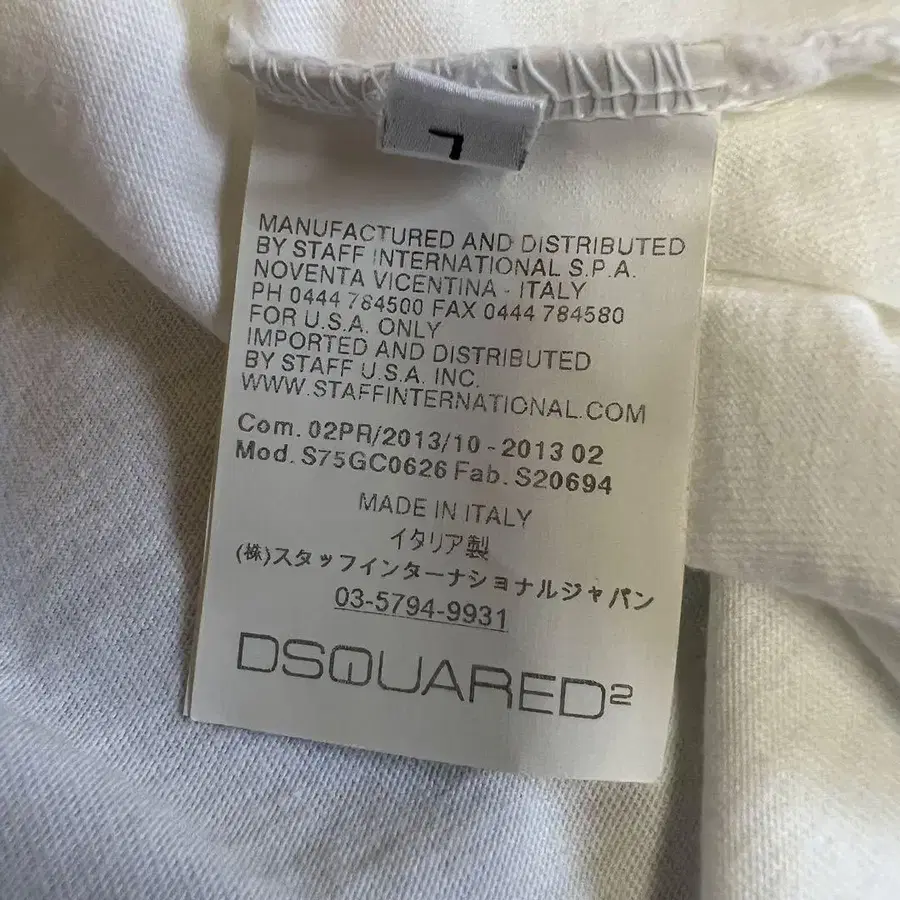 L
MANUFACTURED AND DISTRIBUTED
BY STAFF INTERNATIONAL S.P.A.
NOVENTA VICENTINA - ITALY
PH 0444 784500 FAX 0444 784580
FOR U.S.A. ONLY
IMPORTED AND DISTRIBUTED
BY STAFF U.S.A. INC.
WWW.STAFFINTERNATIONAL.COM
Com. 02PR/2013/10 - 2013 02
Mod. S75GC0626 Fab. S20694
MADE IN ITALY
イタリア製
(株)スタッフインターナショナルジャパン
03-5794-9931
DSQUARED²